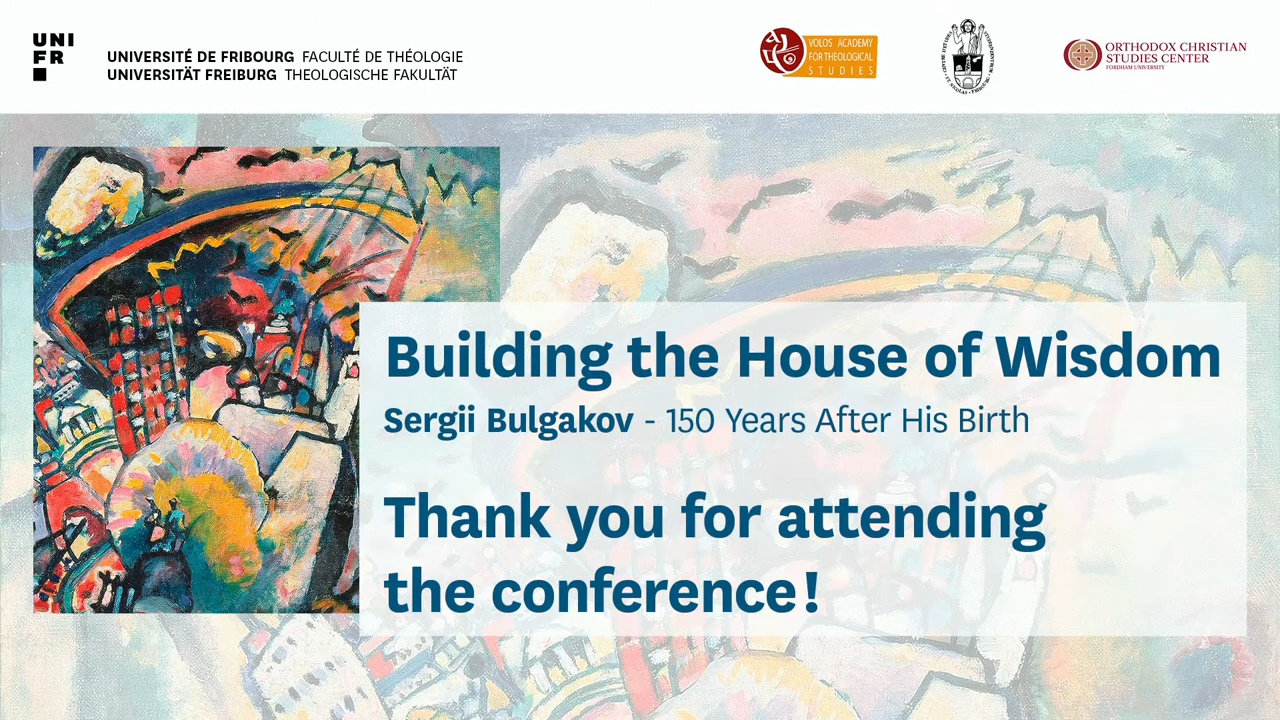 UNI
FR
UNIVERSITÉ DE FRIBOURG FACULTÉ DE THÉOLOGIE
UNIVERSITÄT FREIBURG THEOLOGISCHE FAKULTÄT
VOLOS ACADEMY
FOR THEOLOGICAL
STUDIES
ORTHODOX CHRISTIAN
STUDIES CENTER
FORDHAM UNIVERSITY
Building the House of Wisdom
Sergii Bulgakov - 150 Years After His Birth
Thank you for attending
the conference!